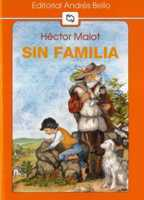 Editorial Andrés Bello
Héctor Malot
SIN FAMILIA